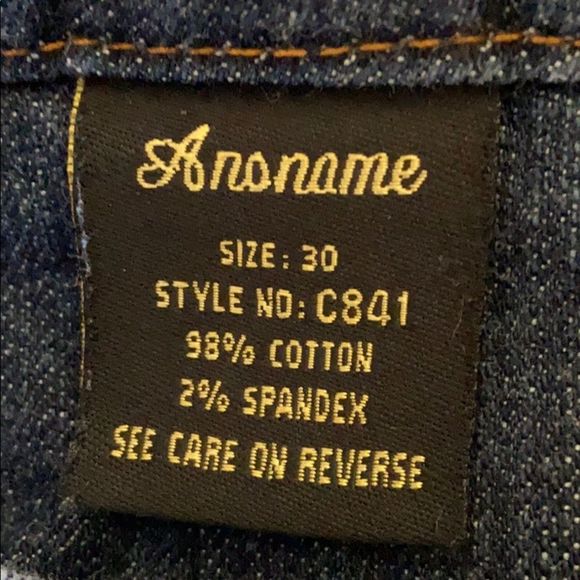 Anoname
SIZE: 30
STYLE NO: C841
98% COTTON
2% SPANDEX
SEE CARE ON REVERSE